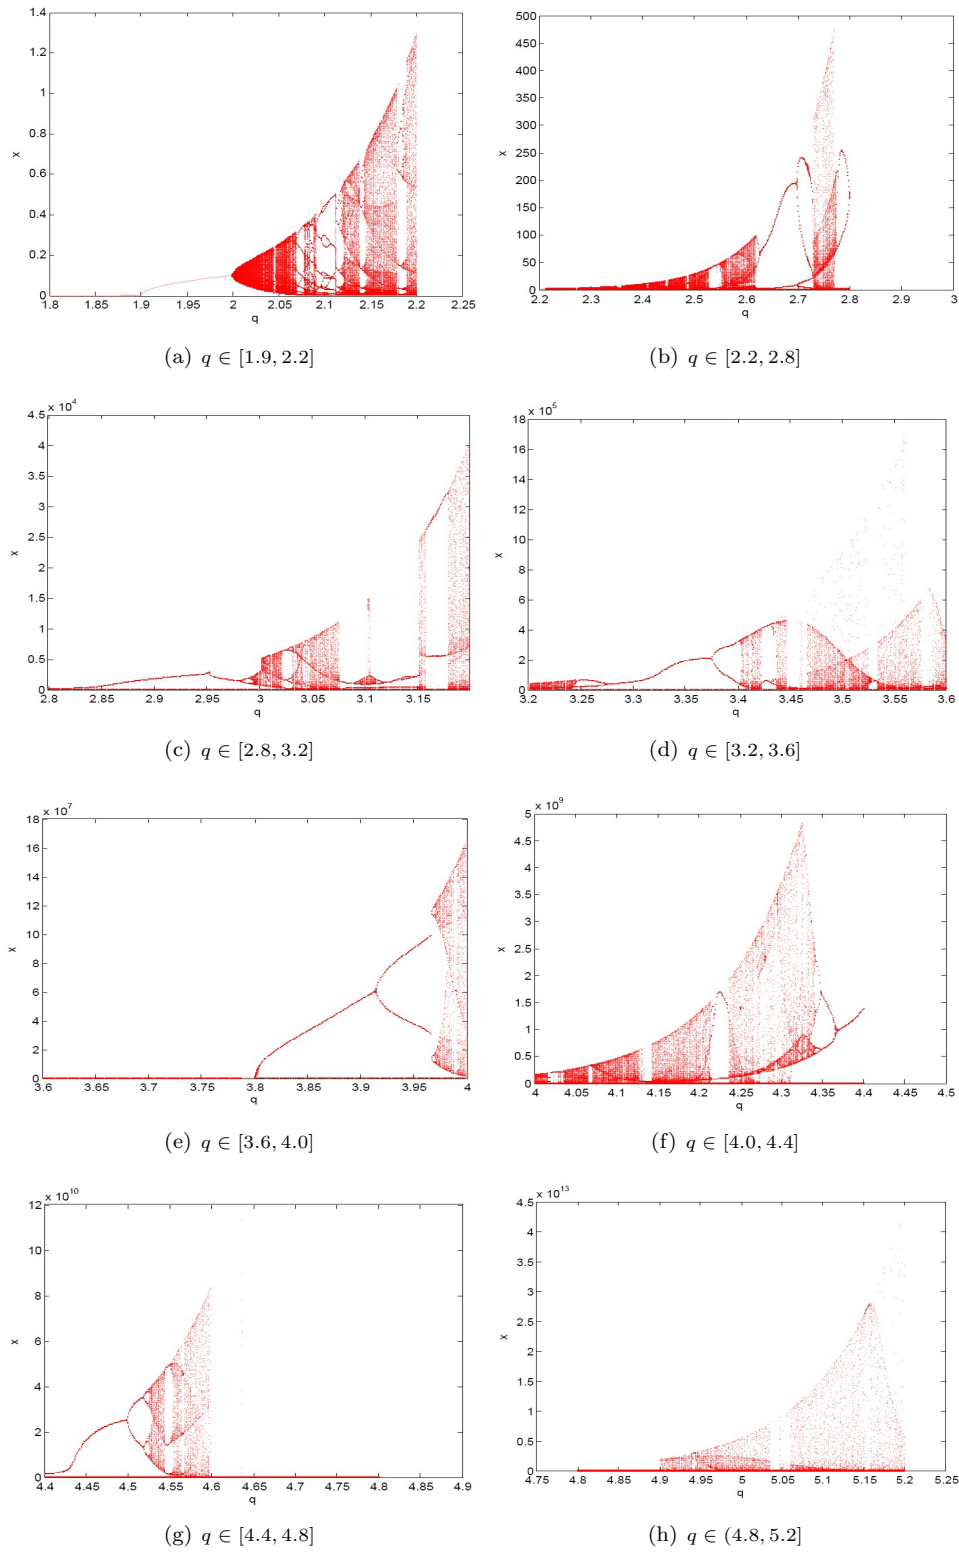 1.4
1.2
1
0.8
0.6
0.4
0.2
0
x
1.8 1.85 1.9 1.95 2 2.05 2.1 2.15 2.2 2.25
q
(a) q ∈ [1.9, 2.2]
500
450
400
350
300
250
200
150
100
50
0
x
2.2 2.3 2.4 2.5 2.6 2.7 2.8 2.9 3
q
(b) q ∈ [2.2, 2.8]
4.5 x 10^4
4
3.5
3
2.5
2
1.5
1
0.5
0
x
2.8 2.85 2.9 2.95 3 3.05 3.1 3.15
q
(c) q ∈ [2.8, 3.2]
18 x 10^5
16
14
12
10
8
6
4
2
0
x
3.2 3.25 3.3 3.35 3.4 3.45 3.5 3.55 3.6
q
(d) q ∈ [3.2, 3.6]
18 x 10^7
16
14
12
10
8
6
4
2
0
x
3.6 3.65 3.7 3.75 3.8 3.85 3.9 3.95 4
q
(e) q ∈ [3.6, 4.0]
5 x 10^9
4.5
4
3.5
3
2.5
2
1.5
1
0.5
0
x
4 4.05 4.1 4.15 4.2 4.25 4.3 4.35 4.4 4.45 4.5
q
(f) q ∈ [4.0, 4.4]
12 x 10^10
10
8
6
4
2
0
x
4.4 4.45 4.5 4.55 4.6 4.65 4.7 4.75 4.8 4.85 4.9
q
(g) q ∈ [4.4, 4.8]
4.5 x 10^13
4
3.5
3
2.5
2
1.5
1
0.5
0
x
4.75 4.8 4.85 4.9 4.95 5 5.05 5.1 5.15 5.2 5.25
q
(h) q ∈ (4.8, 5.2]